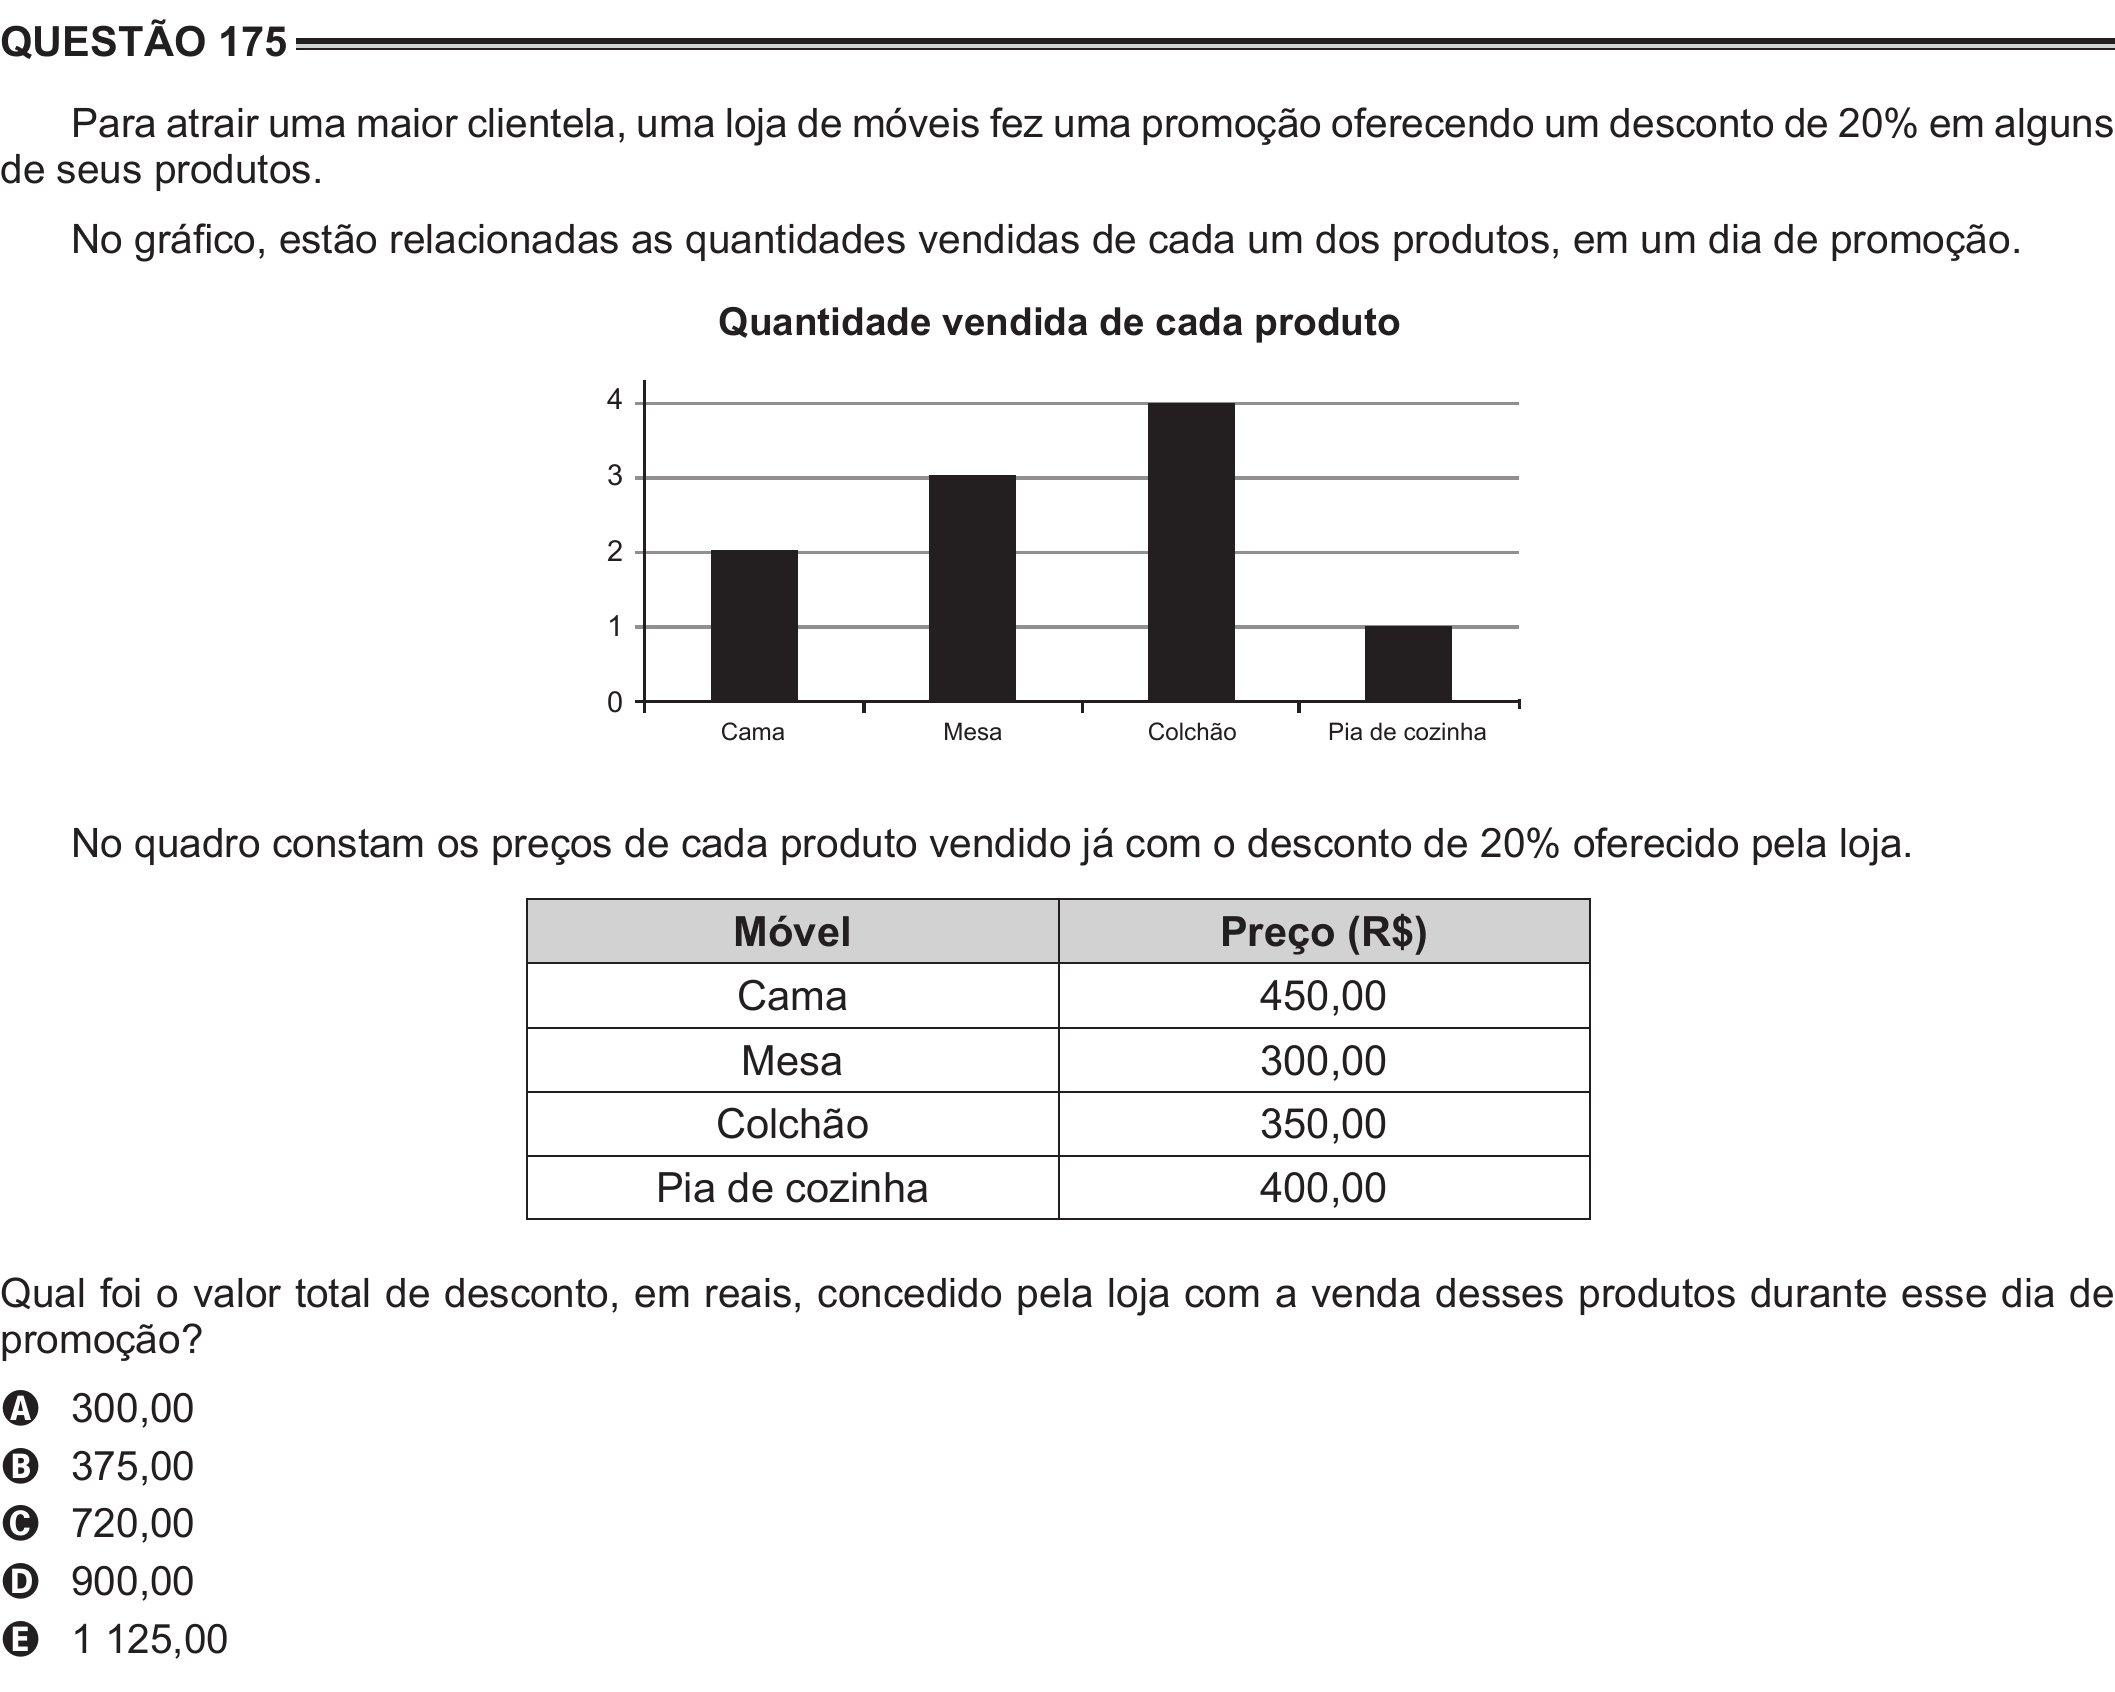 QUESTÃO 175
Para atrair uma maior clientela, uma loja de móveis fez uma promoção oferecendo um desconto de 20% em alguns
de seus produtos.
No gráfico, estão relacionadas as quantidades vendidas de cada um dos produtos, em um dia de promoção.
Quantidade vendida de cada produto
4
3
2
1
0
Cama Mesa Colchão Pia de cozinha
No quadro constam os preços de cada produto vendido já com o desconto de 20% oferecido pela loja.
Móvel Preço (R$)
Cama 450,00
Mesa 300,00
Colchão 350,00
Pia de cozinha 400,00
Qual foi o valor total de desconto, em reais, concedido pela loja com a venda desses produtos durante esse dia de
promoção?
A 300,00
B 375,00
C 720,00
D 900,00
E 1 125,00